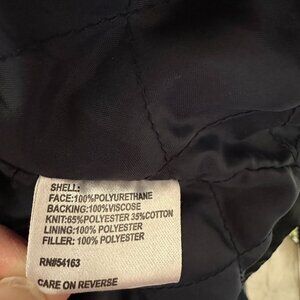 SHELL:
FACE:100%POLYURETHANE
BACKING:100%VISCOSE
KNIT:65%POLYESTER 35%COTTON
LINING: 100% POLYESTER
FILLER: 100% POLYESTER
RN#54163
CARE ON REVERSE